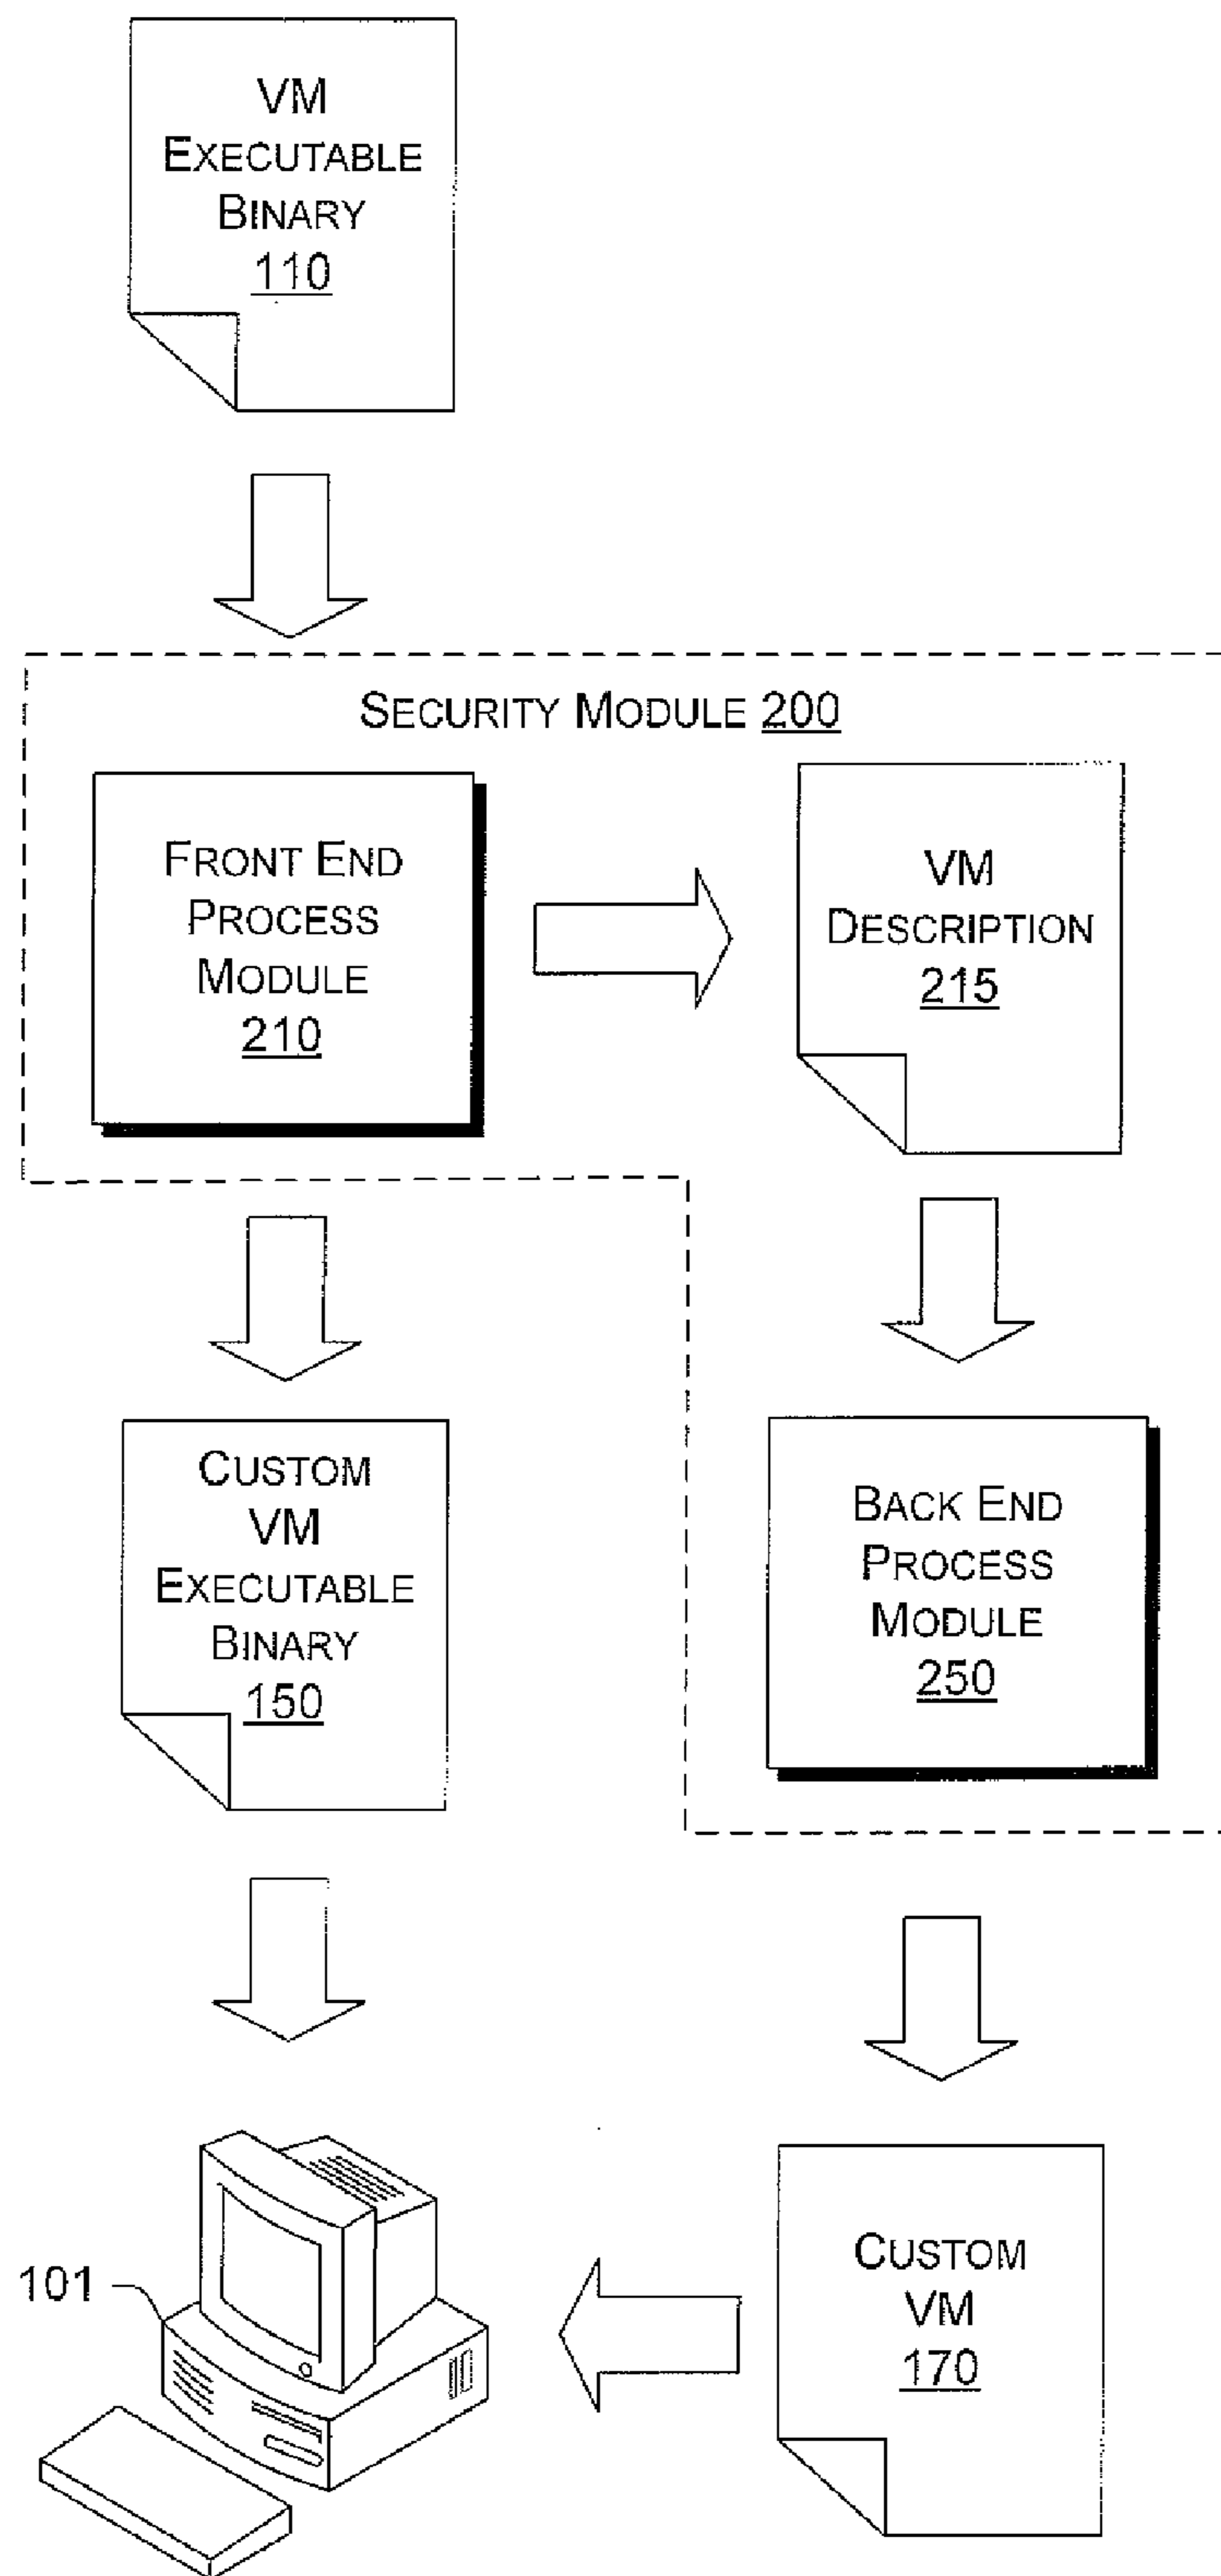 VM
EXECUTABLE
BINARY
110
SECURITY MODULE 200
FRONT END
PROCESS
MODULE
210
VM
DESCRIPTION
215
CUSTOM
VM
EXECUTABLE
BINARY
150
BACK END
PROCESS
MODULE
250
101
CUSTOM
VM
170